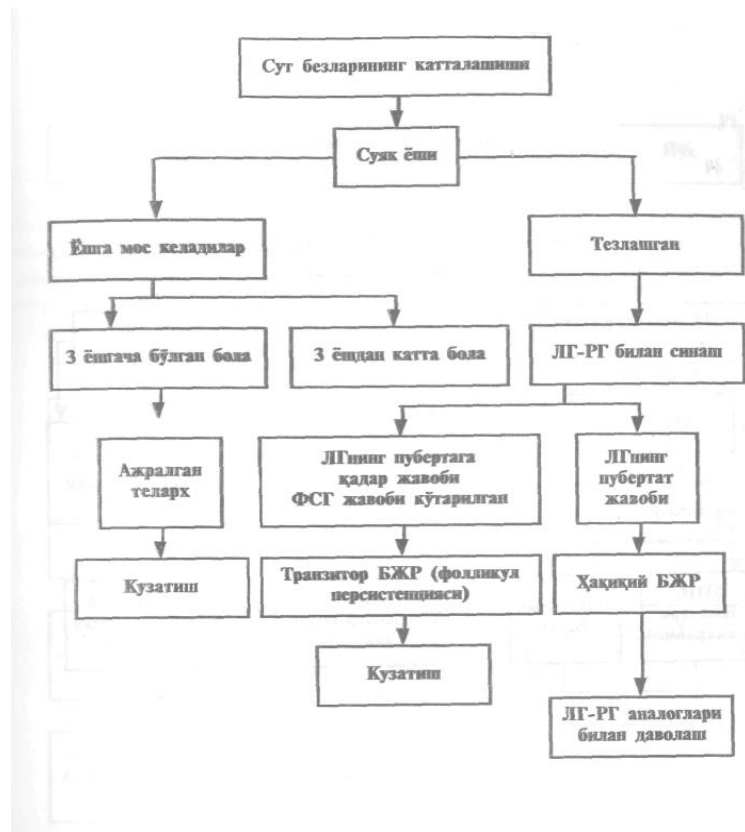 Сут безларининг катталашиши
Суяк ёши
Ёшга мос келадилар
Тезлашган
3 ёшгача бўлган бола
3 ёшдан катта бола
ЛГ-РГ билан синаш
Ажралган
теларх
ЛГнинг пубертага
қадар жавоби
ФСГ жавоби кўтарилган
ЛГнинг
пубертат
жавоби
Кузатиш
Транзитор БЖР (фолликул
персистенцияси)
Ҳақиқий БЖР
Кузатиш
ЛГ-РГ аналоглари
билан даволаш